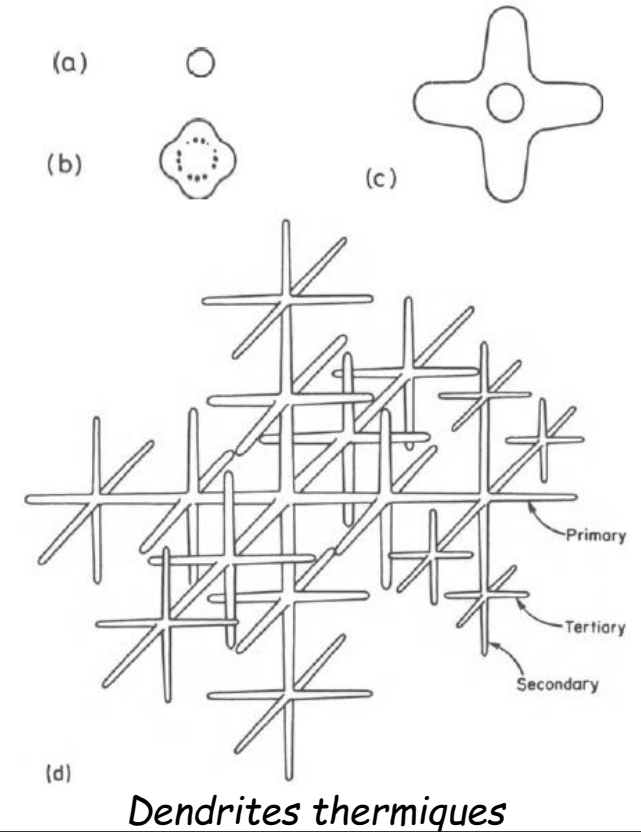 (a)
(b)
(c)
Primary
Tertiary
Secondary
(d)
Dendrites thermiques